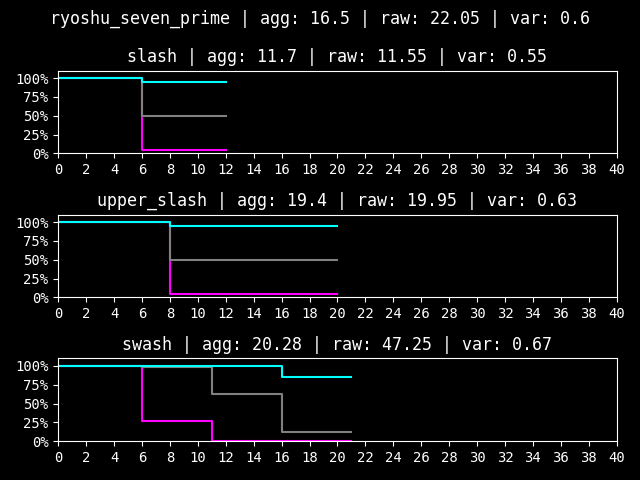 ryoshu_seven_prime | agg: 16.5 | raw: 22.05 | var: 0.6
slash | agg: 11.7 | raw: 11.55 | var: 0.55
100%
75%
50%
25%
0%
0 2 4 6 8 10 12 14 16 18 20 22 24 26 28 30 32 34 36 38 40
upper_slash | agg: 19.4 | raw: 19.95 | var: 0.63
100%
75%
50%
25%
0%
0 2 4 6 8 10 12 14 16 18 20 22 24 26 28 30 32 34 36 38 40
swash | agg: 20.28 | raw: 47.25 | var: 0.67
100%
75%
50%
25%
0%
0 2 4 6 8 10 12 14 16 18 20 22 24 26 28 30 32 34 36 38 40